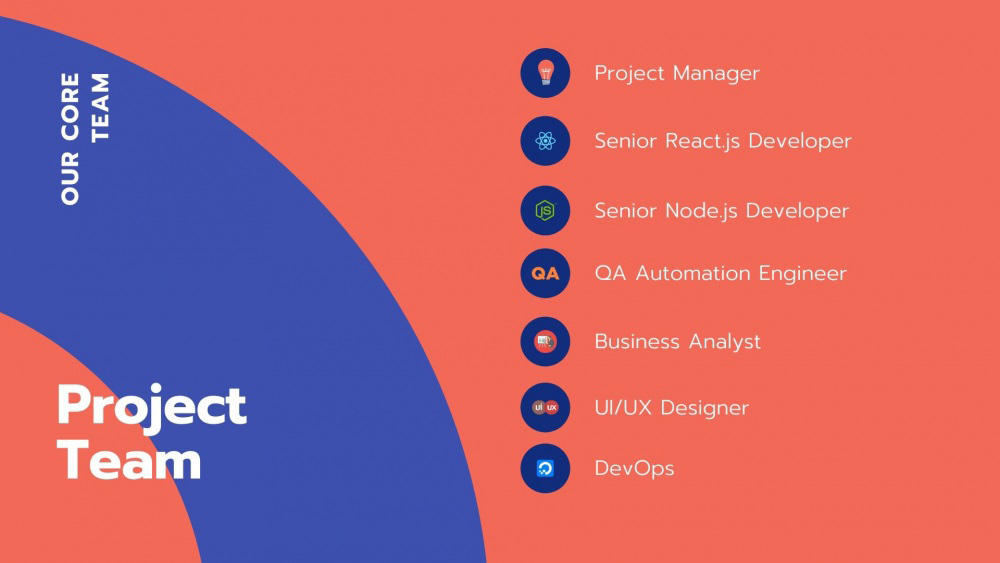 OUR CORE
TEAM
Project
Team
Project Manager
Senior React.js Developer
JS
Senior Node.js Developer
QA
QA Automation Engineer
Business Analyst
UI UX
UI/UX Designer
DevOps